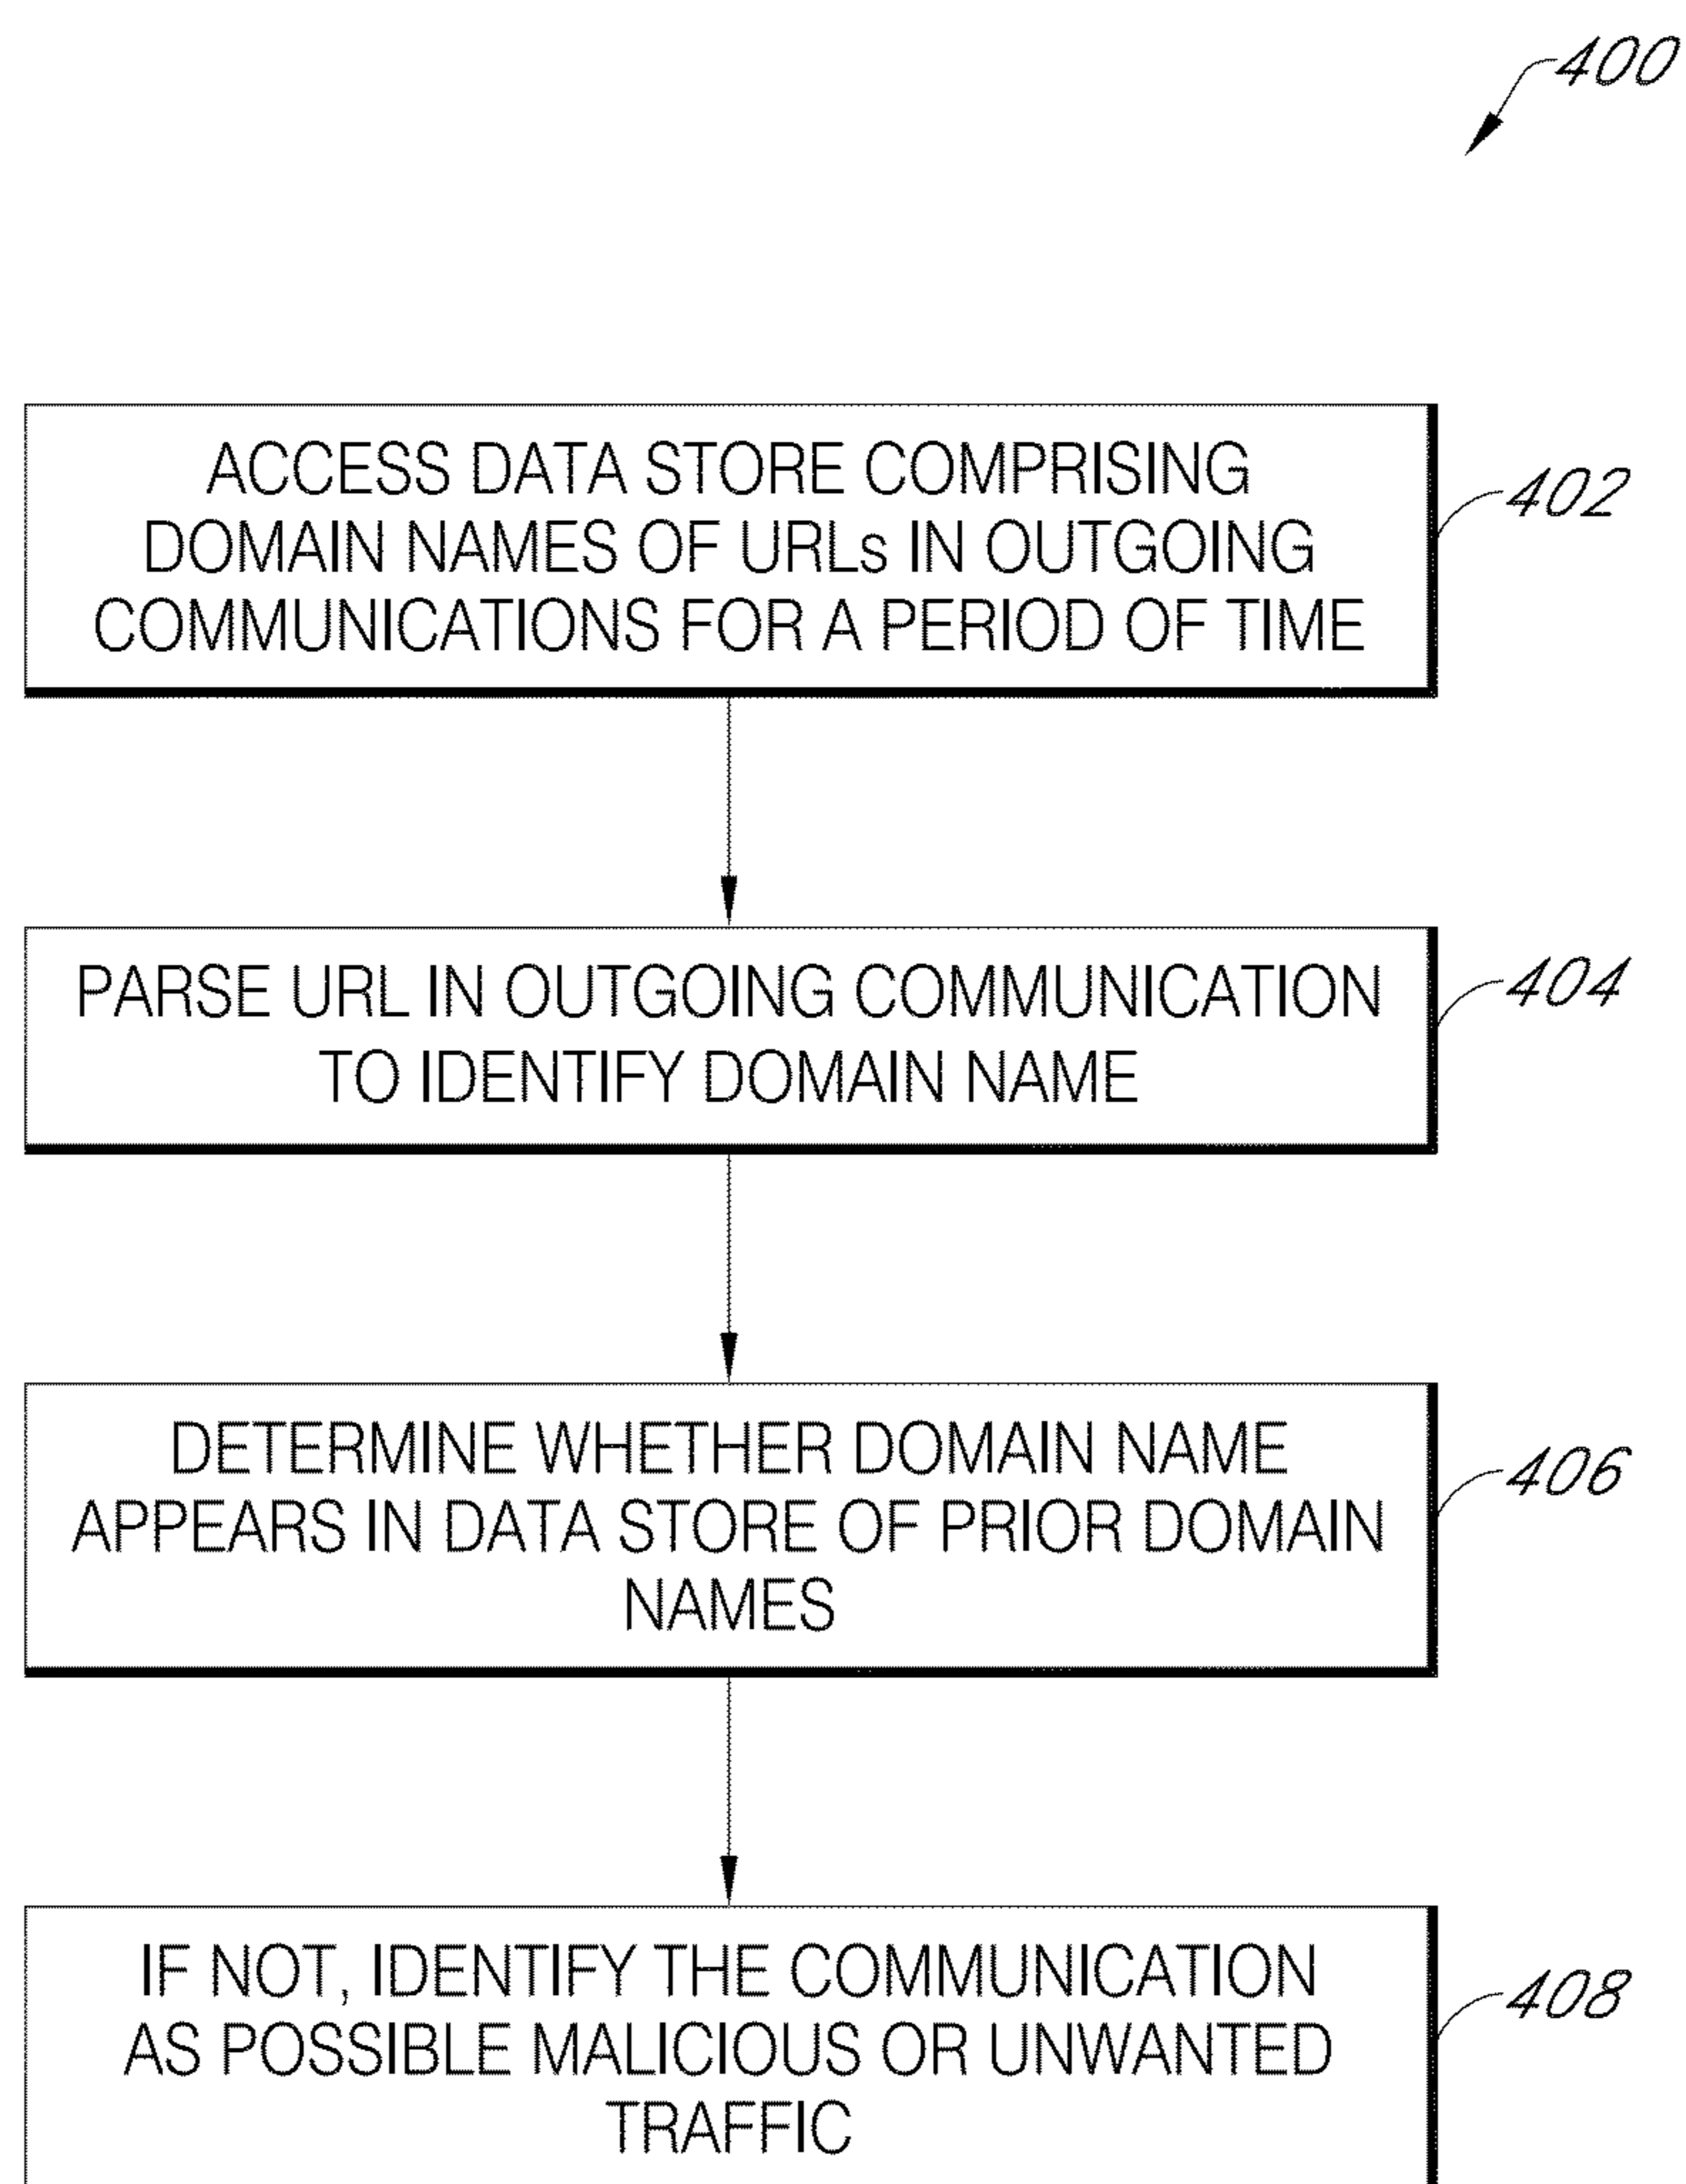 400
ACCESS DATA STORE COMPRISING
DOMAIN NAMES OF URLs IN OUTGOING
COMMUNICATIONS FOR A PERIOD OF TIME
402
PARSE URL IN OUTGOING COMMUNICATION
TO IDENTIFY DOMAIN NAME
404
DETERMINE WHETHER DOMAIN NAME
APPEARS IN DATA STORE OF PRIOR DOMAIN
NAMES
406
IF NOT, IDENTIFY THE COMMUNICATION
AS POSSIBLE MALICIOUS OR UNWANTED
TRAFFIC
408